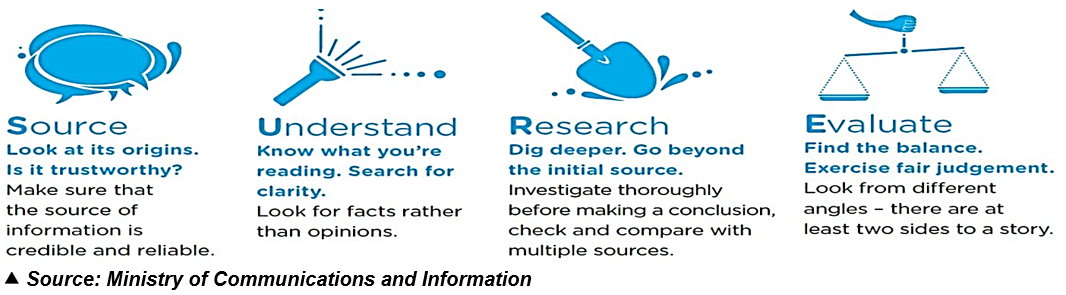 Source
Look at its origins.
Is it trustworthy?
Make sure that
the source of
information is
credible and reliable.
Understand
Know what you're
reading. Search for
clarity.
Look for facts rather
than opinions.
Research
Dig deeper. Go beyond
the initial source.
Investigate thoroughly
before making a conclusion,
check and compare with
multiple sources.
Evaluate
Find the balance.
Exercise fair judgement.
Look from different
angles – there are at
least two sides to a story.
▲ Source: Ministry of Communications and Information